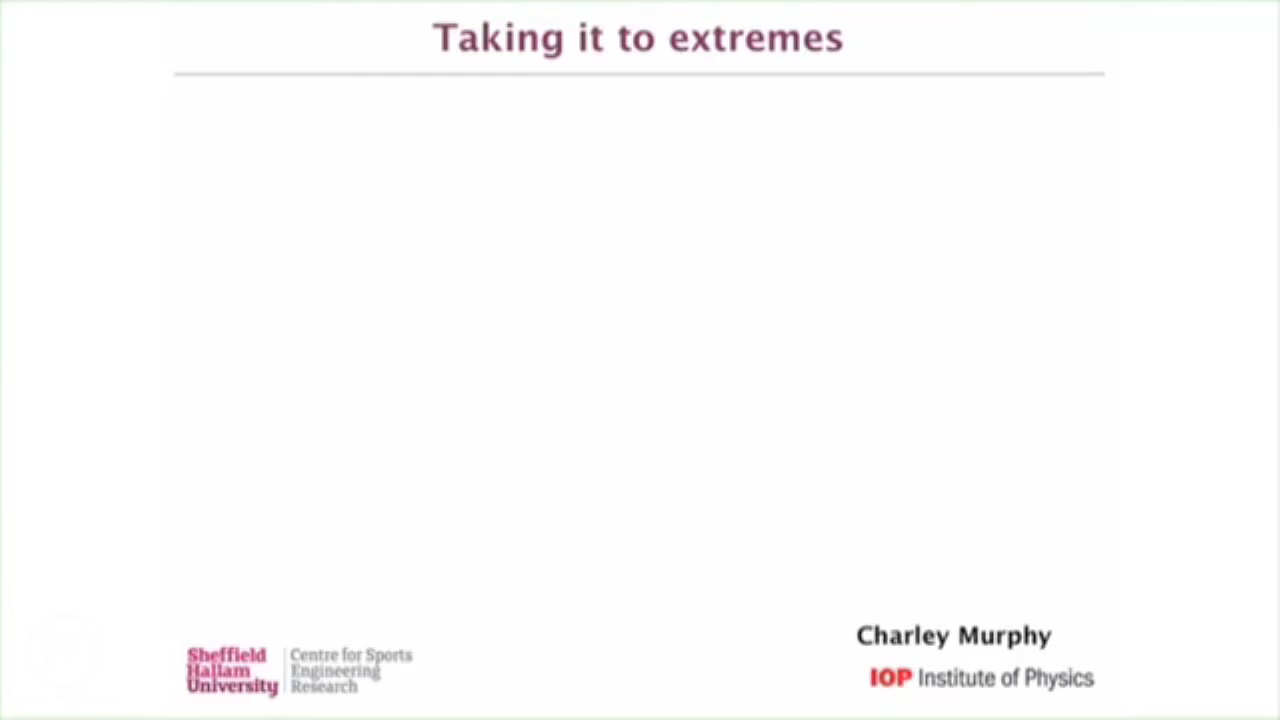 Taking it to extremes
Charley Murphy
Sheffield
Hallam
University
Centre for Sports
Engineering
Research
IOP Institute of Physics